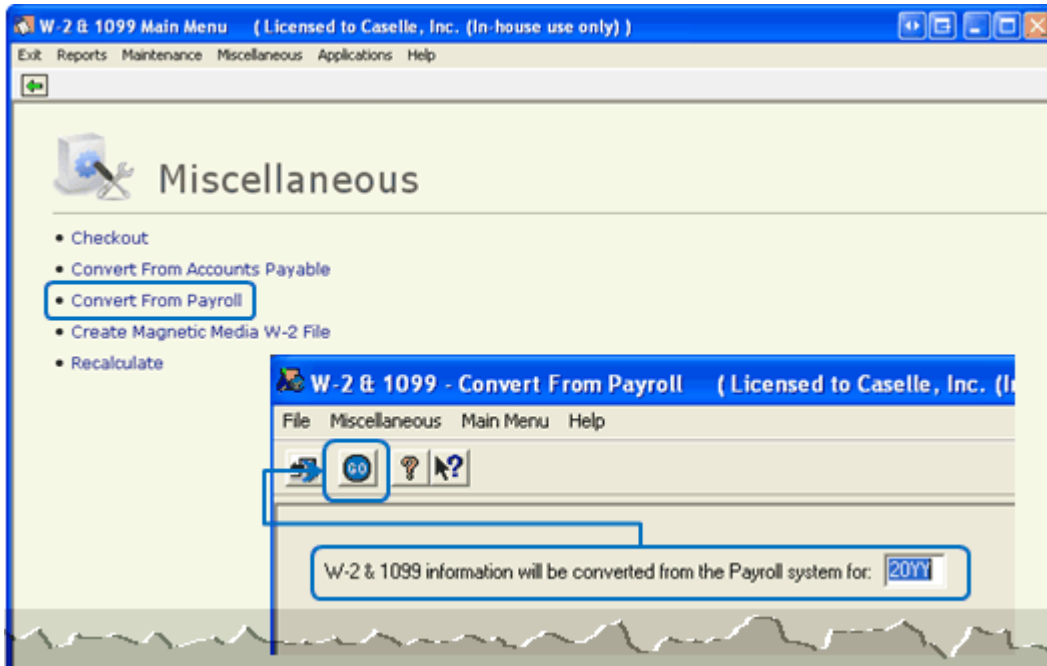 W-2 & 1099 Main Menu ( Licensed to Caselle, Inc. (In-house use only) )
Exit Reports Maintenance Miscellaneous Applications Help
Miscellaneous
• Checkout
• Convert From Accounts Payable
• Convert From Payroll
• Create Magnetic Media W-2 File
• Recalculate
W-2 & 1099 - Convert From Payroll ( Licensed to Caselle, Inc. (I
File Miscellaneous Main Menu Help
GO ? ?
W-2 & 1099 information will be converted from the Payroll system for: 20YY